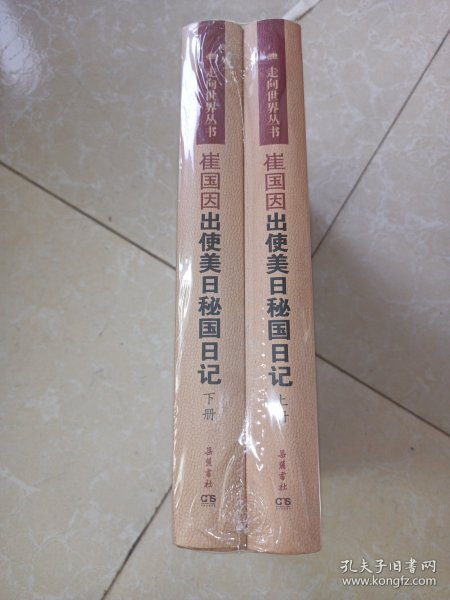 走向世界丛书
崔国因
出使美日秘国日记
下册
岳麓書社
走向世界丛书
崔国因
出使美日秘国日记
上册
岳麓書社
孔夫子旧书网
www.kongfz.com